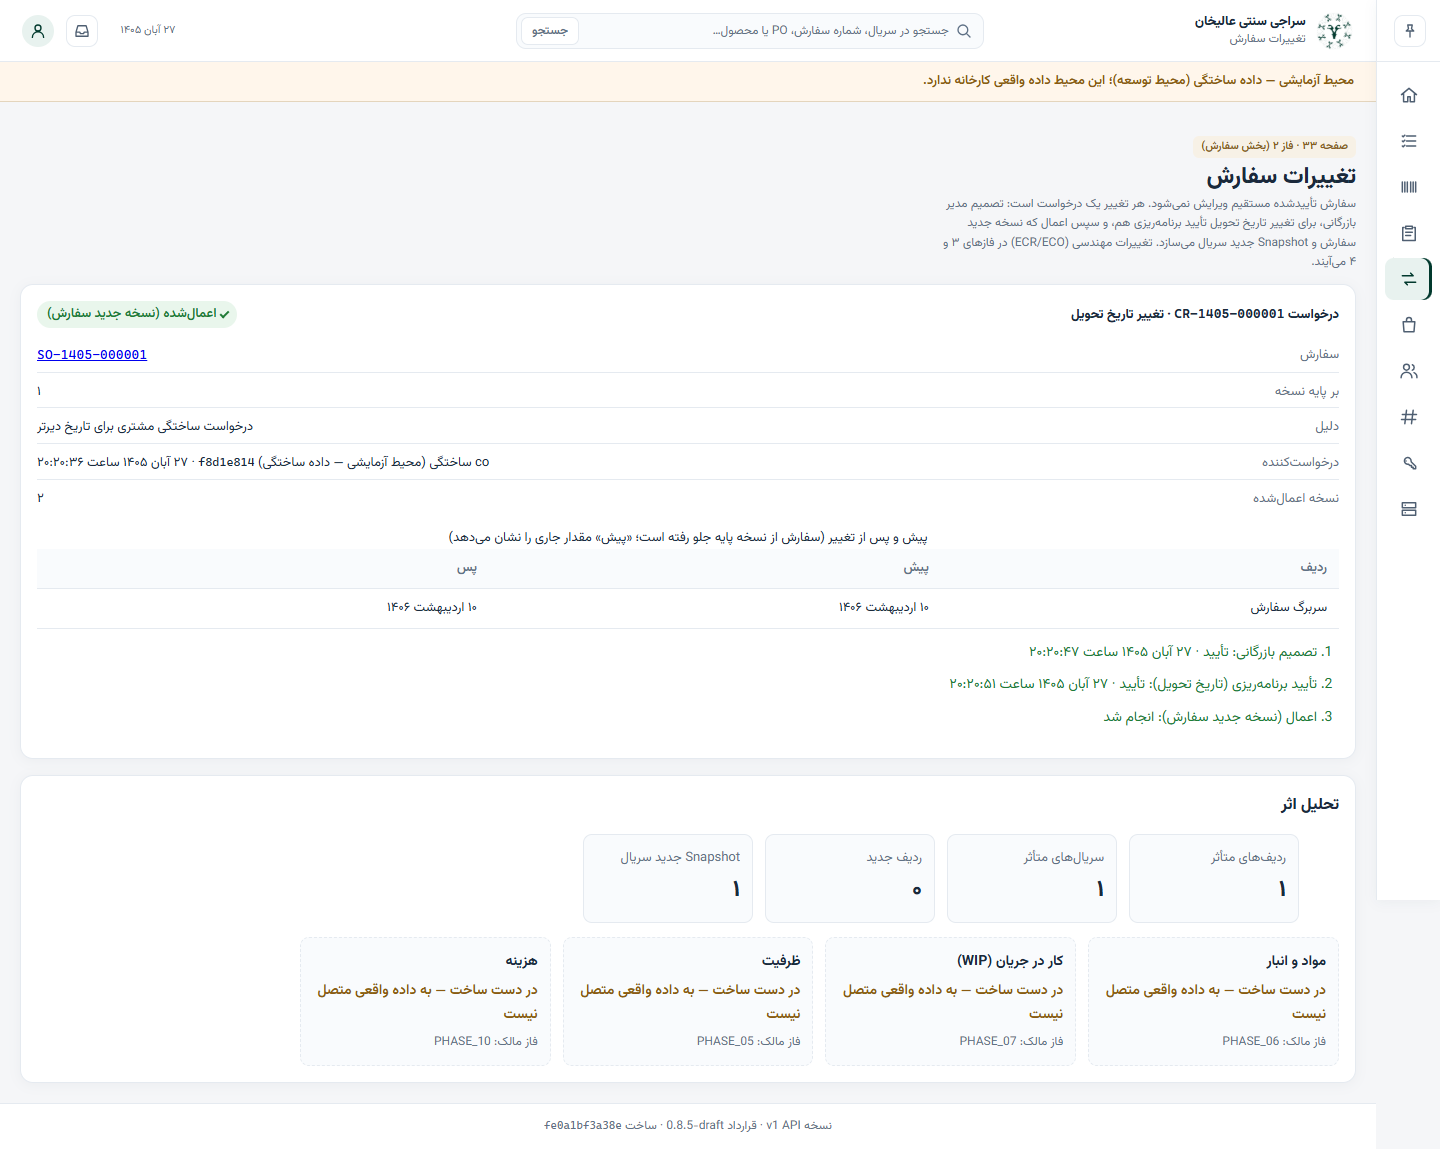 سراجی سنتی عالیخان
تغییرات سفارش
جستجو در سریال، شماره سفارش، PO یا محصول...
جستجو
۲۷ آبان ۱۴۰۵
محیط آزمایشی — داده ساختگی (محیط توسعه)؛ این محیط داده واقعی کارخانه ندارد.
صفحه ۳۳ · فاز ۲ (بخش سفارش)
تغییرات سفارش
سفارش تأییدشده مستقیم ویرایش نمی‌شود. هر تغییر یک درخواست است: تصمیم مدیر
بازرگانی، برای تغییر تاریخ تحویل تأیید برنامه‌ریزی هم، و سپس اعمال که نسخه جدید
سفارش و Snapshot جدید سریال می‌سازد. تغییرات مهندسی (ECR/ECO) در فازهای ۳ و
۴ می‌آیند.
درخواست CR-1405-000001 · تغییر تاریخ تحویل
✓ اعمال‌شده (نسخه جدید سفارش)
سفارش
SO-1405-000001
بر پایه نسخه
۱
دلیل
درخواست ساختگی مشتری برای تاریخ دیرتر
درخواست‌کننده
co ساختگی (محیط آزمایشی — داده ساختگی) f8d1e814 · ۲۷ آبان ۱۴۰۵ ساعت ۲۰:۲۰:۳۶
نسخه اعمال‌شده
۲
پیش و پس از تغییر (سفارش از نسخه پایه جلو رفته است؛ «پیش» مقدار جاری را نشان می‌دهد)
ردیف پیش پس
سربرگ سفارش ۱۰ اردیبهشت ۱۴۰۶ ۱۰ اردیبهشت ۱۴۰۶
1. تصمیم بازرگانی: تأیید · ۲۷ آبان ۱۴۰۵ ساعت ۲۰:۲۰:۴۷
2. تأیید برنامه‌ریزی (تاریخ تحویل): تأیید · ۲۷ آبان ۱۴۰۵ ساعت ۲۰:۲۰:۵۱
3. اعمال (نسخه جدید سفارش): انجام شد
تحلیل اثر
ردیف‌های متأثر
۱
سریال‌های متأثر
۱
ردیف جدید
۰
Snapshot جدید سریال
۱
مواد و انبار
در دست ساخت — به داده واقعی متصل
نیست
فاز مالک: PHASE_06
کار در جریان (WIP)
در دست ساخت — به داده واقعی متصل
نیست
فاز مالک: PHASE_07
ظرفیت
در دست ساخت — به داده واقعی متصل
نیست
فاز مالک: PHASE_05
هزینه
در دست ساخت — به داده واقعی متصل
نیست
فاز مالک: PHASE_10
نسخه v1 API · قرارداد 0.8.5-draft · ساخت fe0a1bf3a38e